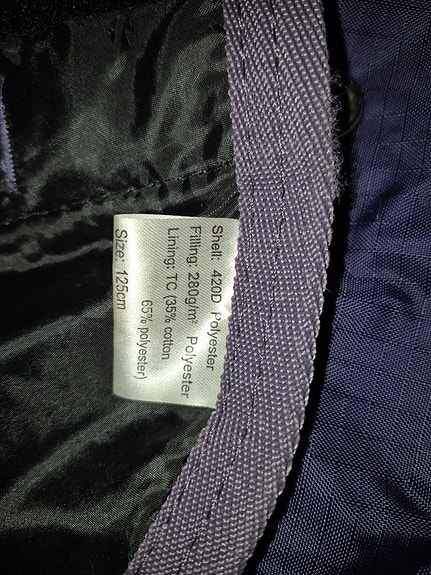 Shell: 420D Polyester
Filling: 280g/m² Polyester
Lining: TC (35% cotton
65% polyester)
Size: 125cm